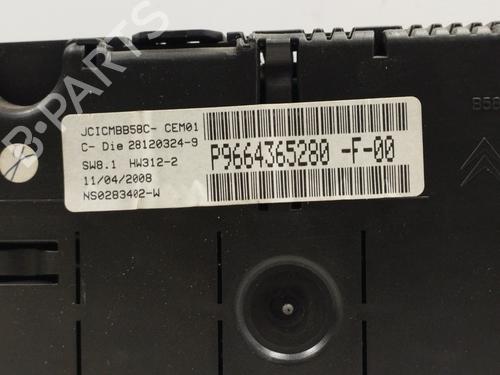 JCICMBB58C- CEM01
C- Die 28120324-9
SW8.1 HW312-2
11/04/2008
NS0283402-W
P9664365280 -F-00
B-PARTS